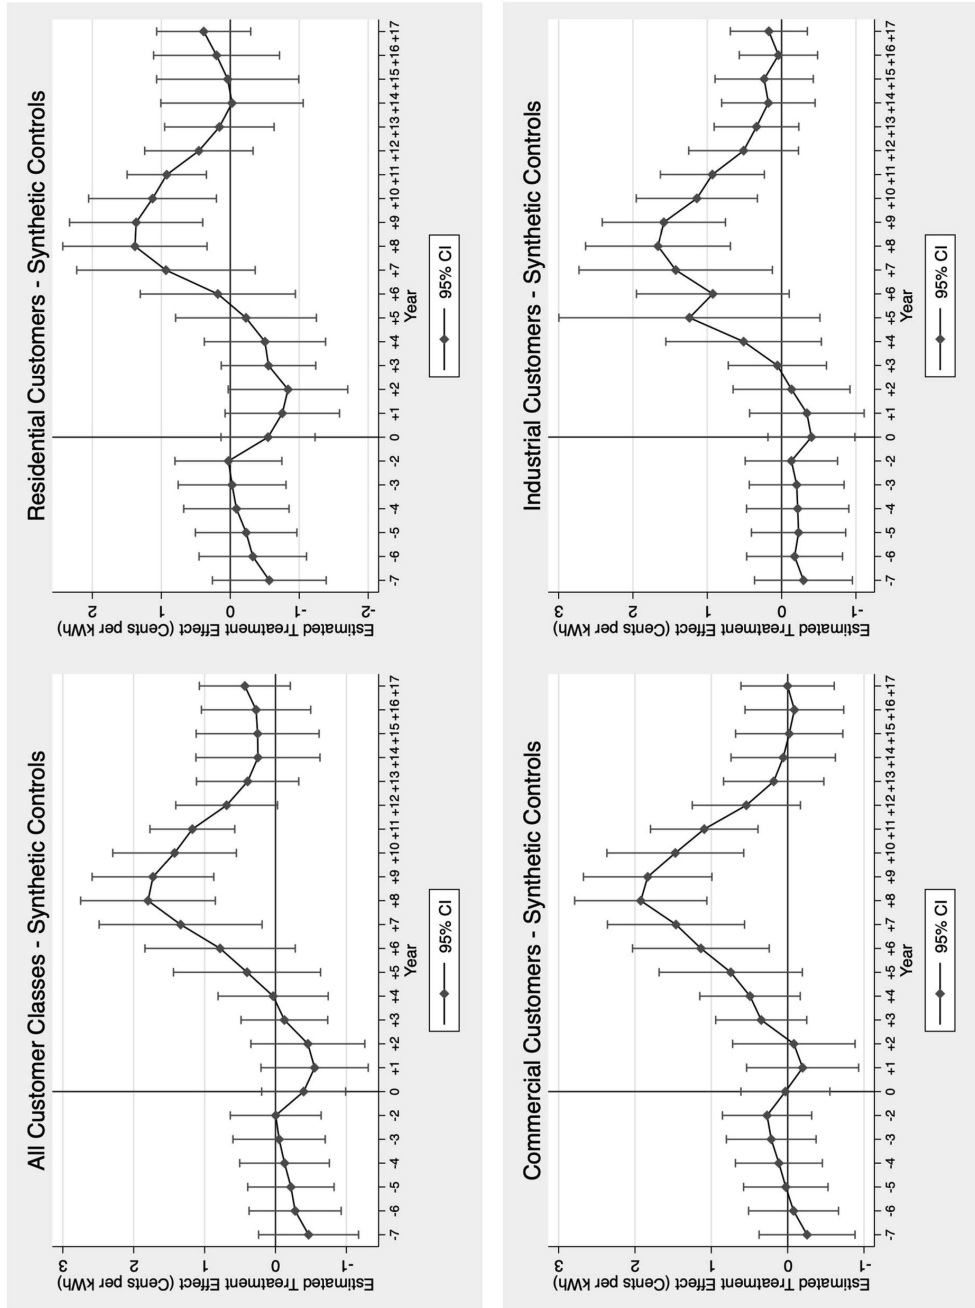 All Customer Classes - Synthetic Controls
Estimated Treatment Effect (Cents per kWh)
3
2
1
0
-1
-7 -6 -5 -4 -3 -2 0 +1 +2 +3 +4 +5 +6 +7 +8 +9 +10 +11 +12 +13 +14 +15 +16 +17
Year
95% CI
Residential Customers - Synthetic Controls
Estimated Treatment Effect (Cents per kWh)
2
1
0
-1
-2
-7 -6 -5 -4 -3 -2 0 +1 +2 +3 +4 +5 +6 +7 +8 +9 +10 +11 +12 +13 +14 +15 +16 +17
Year
95% CI
Commercial Customers - Synthetic Controls
Estimated Treatment Effect (Cents per kWh)
3
2
1
0
-1
-7 -6 -5 -4 -3 -2 0 +1 +2 +3 +4 +5 +6 +7 +8 +9 +10 +11 +12 +13 +14 +15 +16 +17
Year
95% CI
Industrial Customers - Synthetic Controls
Estimated Treatment Effect (Cents per kWh)
3
2
1
0
-1
-7 -6 -5 -4 -3 -2 0 +1 +2 +3 +4 +5 +6 +7 +8 +9 +10 +11 +12 +13 +14 +15 +16 +17
Year
95% CI